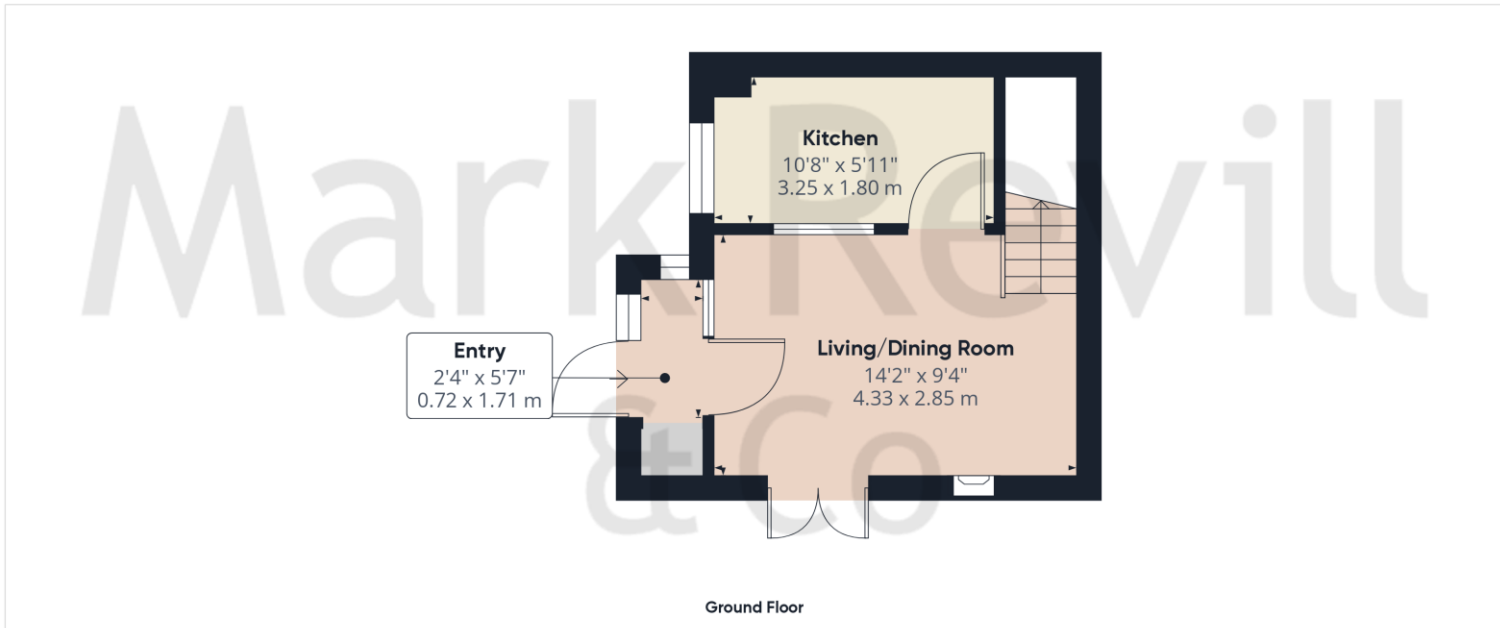 Mark Revill
& Co
Kitchen
10'8" x 5'11"
3.25 x 1.80 m
Entry
2'4" x 5'7"
0.72 x 1.71 m
Living/Dining Room
14'2" x 9'4"
4.33 x 2.85 m
Ground Floor